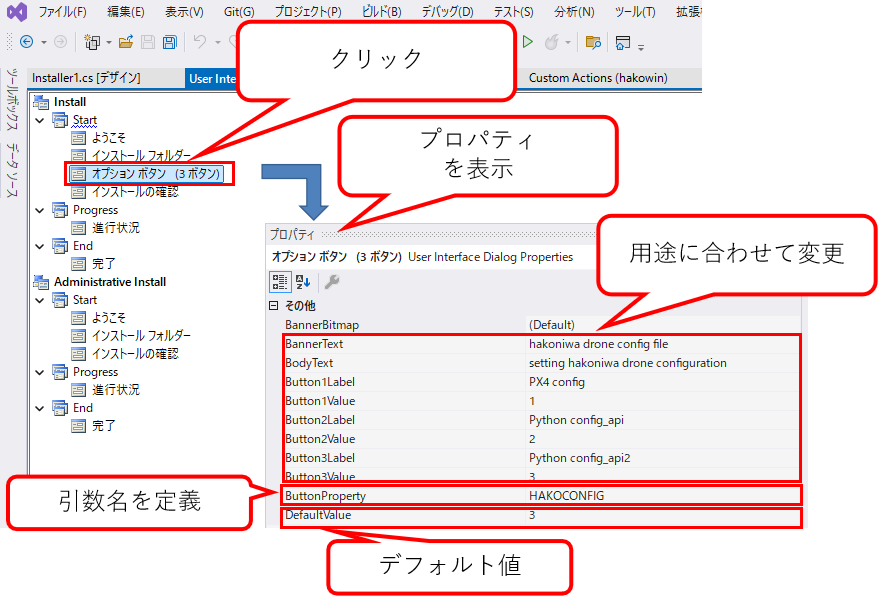 ファイル(F) 編集(E) 表示(V) Git(G) プロジェクト(P) ビルド(B) デバッグ(D) テスト(S) 分析(N) ツール(T)
クリック
Installer1.cs [デザイン] User Inte Custom Actions (hakowin)
ツールボックス
データ ソース
Install
Start
ようこそ
インストール フォルダー
オプション ボタン (3 ボタン)
インストールの確認
Progress
進行状況
End
完了
Administrative Install
Start
ようこそ
インストール フォルダー
インストールの確認
Progress
進行状況
End
完了
プロパティ
を表示
プロパティ
オプション ボタン (3 ボタン) User Interface Dialog Properties
用途に合わせて変更
その他
BannerBitmap (Default)
BannerText hakoniwa drone config file
BodyText setting hakoniwa drone configuration
Button1Label PX4 config
Button1Value 1
Button2Label Python config_api
Button2Value 2
Button3Label Python config_api2
Button3Value 3
ButtonProperty HAKOCONFIG
DefaultValue 3
引数名を定義
デフォルト値